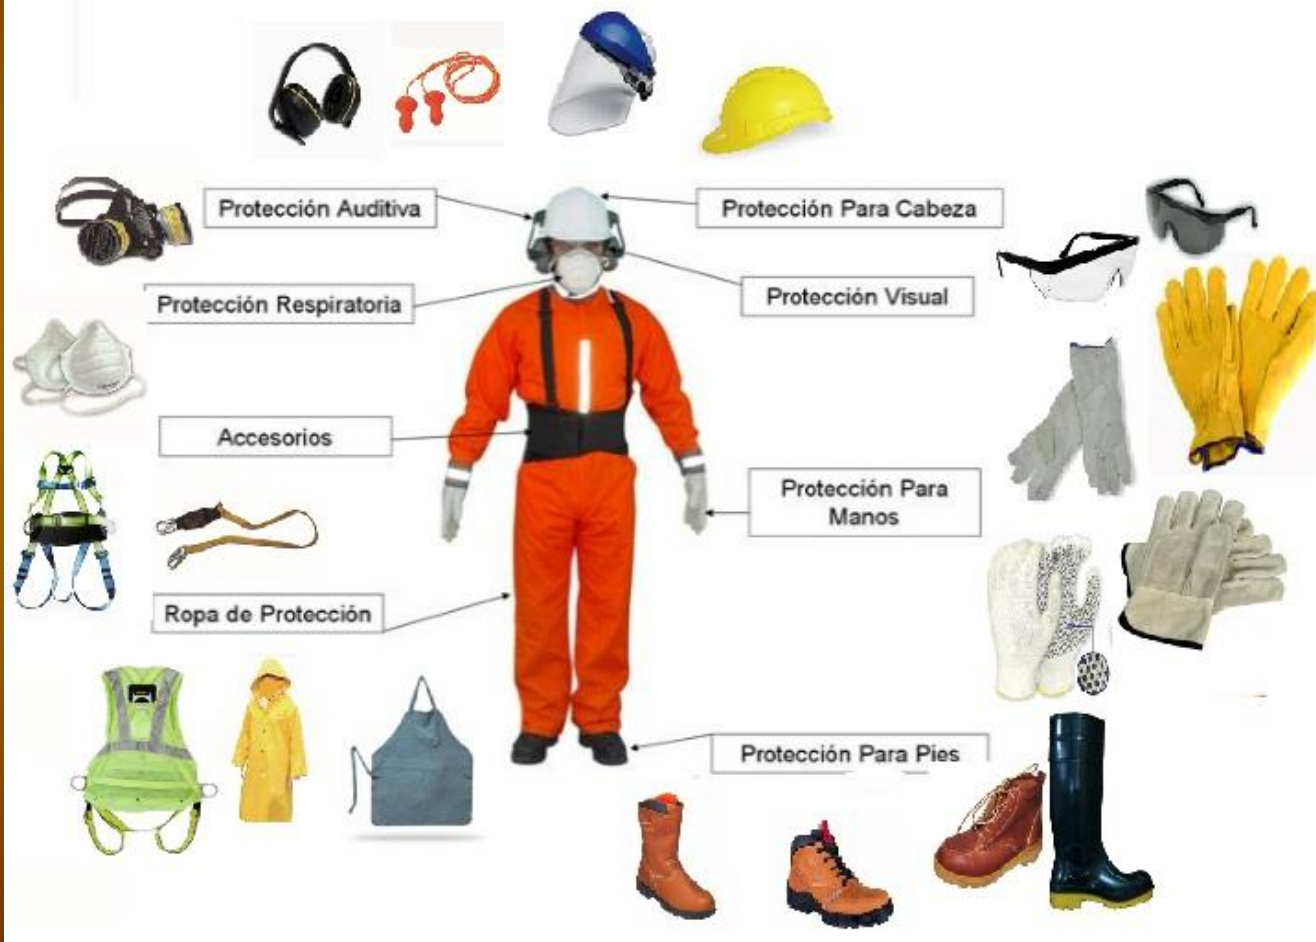 Protección Auditiva
Protección Para Cabeza
Protección Respiratoria
Protección Visual
Accesorios
Protección Para
Manos
Ropa de Protección
Protección Para Pies